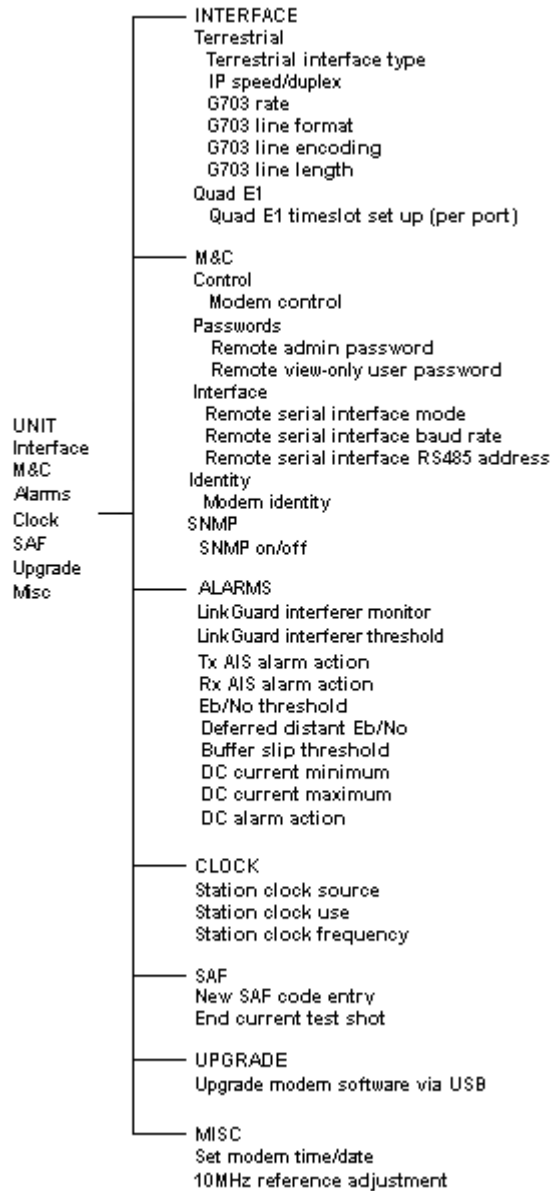 UNIT
Interface
M&C
Alarms
Clock
SAF
Upgrade
Misc
INTERFACE
Terrestrial
Terrestrial interface type
IP speed/duplex
G703 rate
G703 line format
G703 line encoding
G703 line length
Quad E1
Quad E1 timeslot set up (per port)
M&C
Control
Modem control
Passwords
Remote admin password
Remote view-only user password
Interface
Remote serial interface mode
Remote serial interface baud rate
Remote serial interface RS485 address
Identity
Modem identity
SNMP
SNMP on/off
ALARMS
LinkGuard interferer monitor
LinkGuard interferer threshold
Tx AIS alarm action
Rx AIS alarm action
Eb/No threshold
Deferred distant Eb/No
Buffer slip threshold
DC current minimum
DC current maximum
DC alarm action
CLOCK
Station clock source
Station clock use
Station clock frequency
SAF
New SAF code entry
End current test shot
UPGRADE
Upgrade modem software via USB
MISC
Set modem time/date
10MHz reference adjustment